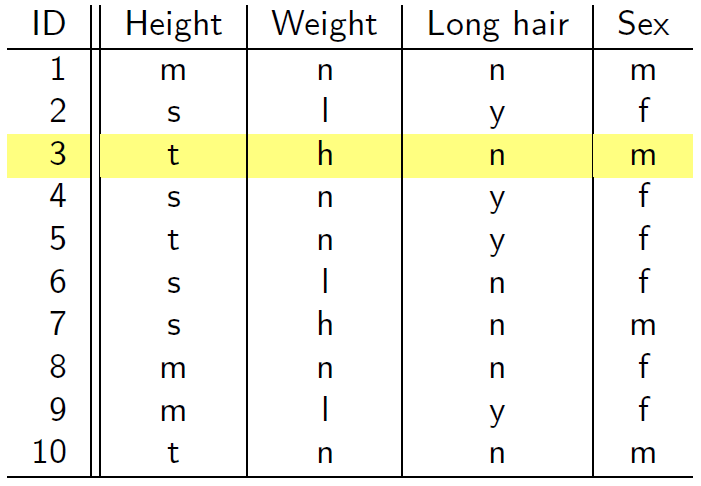 ID Height Weight Long hair Sex
1 m n n m
2 s l y f
3 t h n m
4 s n y f
5 t n y f
6 s l n f
7 s h n m
8 m n n f
9 m l y f
10 t n n m